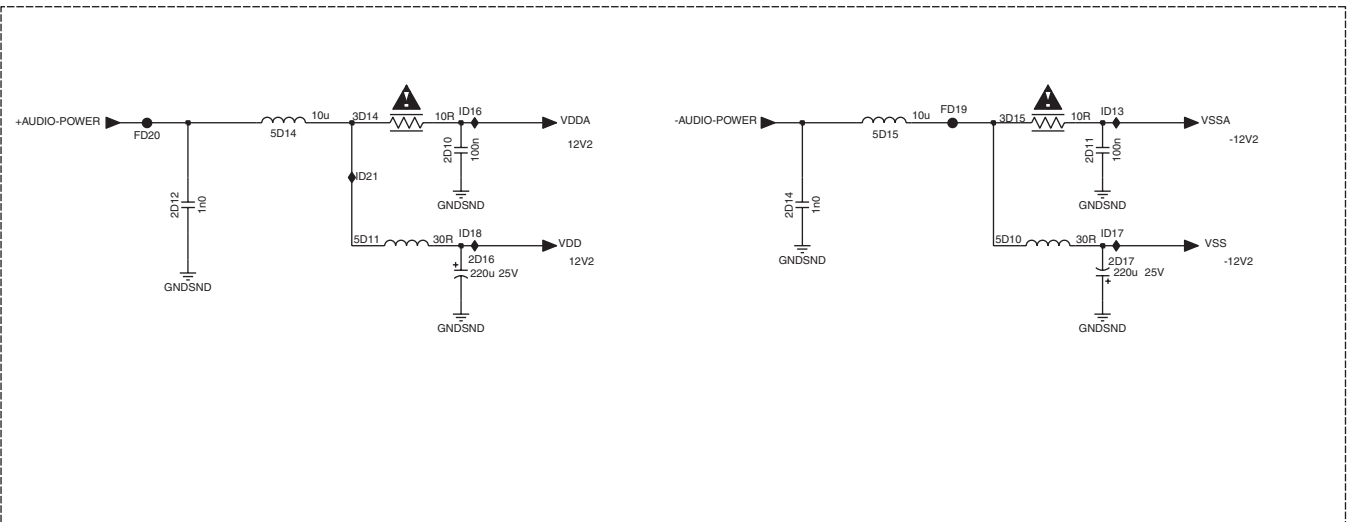 +AUDIO-POWER
FD20
2D12
1n0
GNDSND
5D14
10u
3D14
!
10R
ID16
VDDA
12V2
2D10
100n
GNDSND
ID21
5D11
30R
ID18
VDD
12V2
2D16
+
220u 25V
GNDSND
-AUDIO-POWER
2D14
1n0
GNDSND
5D15
10u
FD19
3D15
!
10R
ID13
VSSA
-12V2
2D11
100n
GNDSND
5D10
30R
ID17
VSS
-12V2
2D17
220u 25V
+
GNDSND